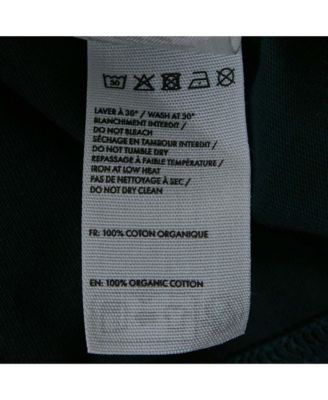 30
LAVER À 30° / WASH AT 30°
BLANCHIMENT INTERDIT /
DO NOT BLEACH
SÉCHAGE EN TAMBOUR INTERDIT /
DO NOT TUMBLE DRY
REPASSAGE À FAIBLE TEMPÉRATURE /
IRON AT LOW HEAT
PAS DE NETTOYAGE À SEC /
DO NOT DRY CLEAN
FR: 100% COTON ORGANIQUE
EN: 100% ORGANIC COTTON